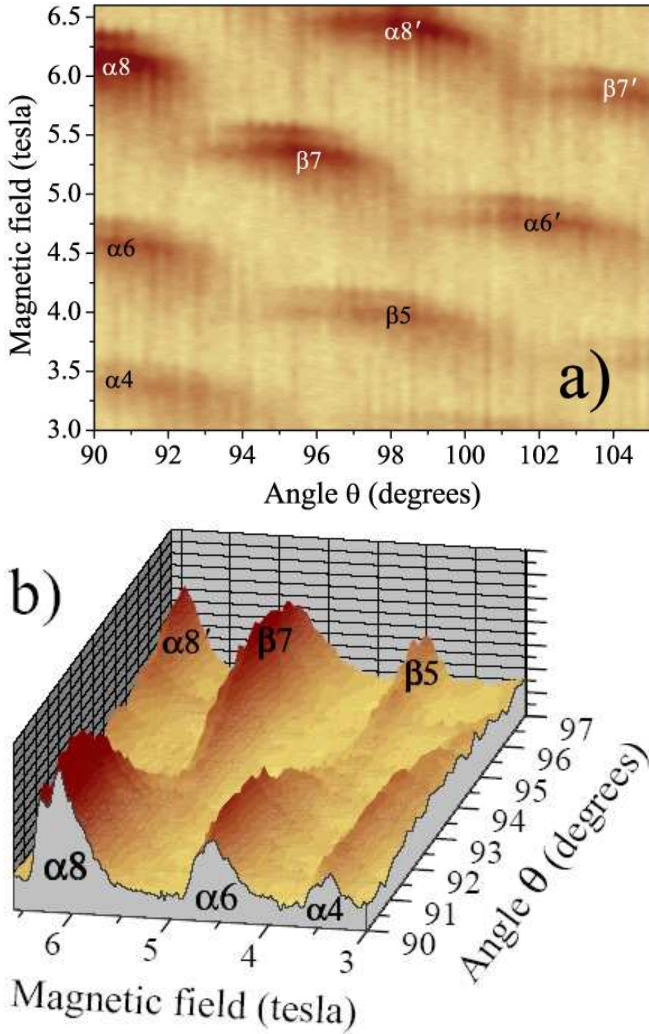 6.5
α8′
α8
6.0
β7′
5.5
β7
5.0
α6′
α6
4.5
β5
4.0
α4
3.5
a)
3.0
90 92 94 96 98 100 102 104
Magnetic field (tesla)
Angle θ (degrees)
b)
α8′
β7
β5
α8
α6
α4
97
96
95
94
93
92
91
90
6 5 4 3
Angle θ (degrees)
Magnetic field (tesla)